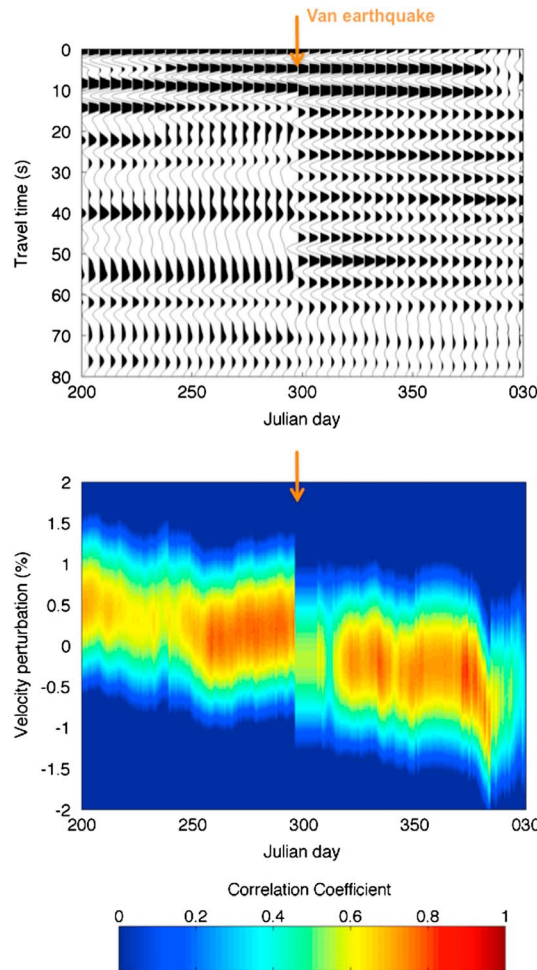 Van earthquake
0
10
20
30
40
50
60
70
80
Travel time (s)
200 250 300 350 030
Julian day
2
1.5
1
0.5
0
-0.5
-1
-1.5
-2
Velocity perturbation (%)
200 250 300 350 030
Julian day
Correlation Coefficient
0 0.2 0.4 0.6 0.8 1